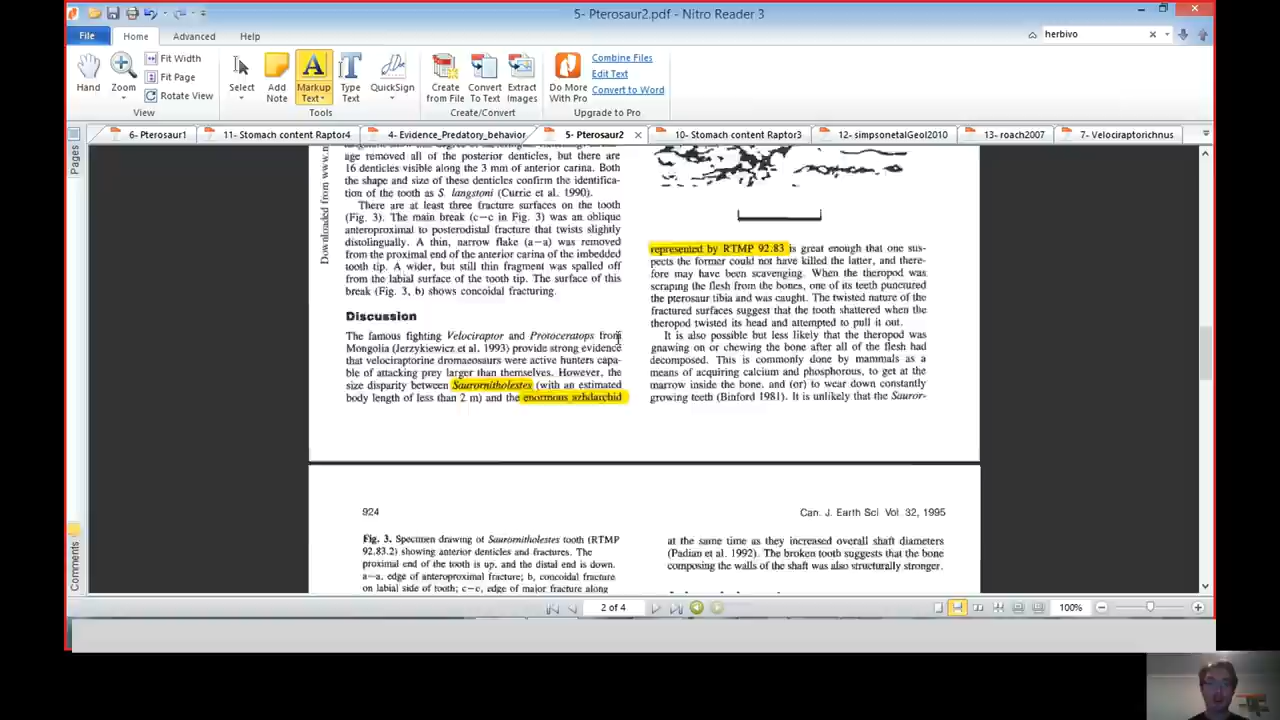 5- Pterosaur2.pdf - Nitro Reader 3
File Home Advanced Help
herbivo
Hand
Zoom
Fit Width
Fit Page
Rotate View
View
Select
Add Note
Markup Text
Type Text
QuickSign
Tools
Create from File
Convert To Text
Extract Images
Create/Convert
Do More With Pro
Combine Files
Edit Text
Convert to Word
Upgrade to Pro
6- Pterosaur1
11- Stomach content Raptor4
4- Evidence_Predatory_behavior
5- Pterosaur2
10- Stomach content Raptor3
12- simpsonetalGeol2010
13- roach2007
7- Velociraptorichnus
Pages
Comments
Downloaded from www.n
age removed all of the posterior denticles, but there are
16 denticles visible along the 3 mm of anterior carina. Both
the shape and size of these denticles confirm the identifica-
tion of the tooth as S. langstoni (Currie et al. 1990).
There are at least three fracture surfaces on the tooth
(Fig. 3). The main break (c–c in Fig. 3) was an oblique
anteroproximal to posterodistal fracture that twists slightly
distolingually. A thin, narrow flake (a–a) was removed
from the proximal end of the anterior carina of the imbedded
tooth tip. A wider, but still thin fragment was spalled off
from the labial surface of the tooth tip. The surface of this
break (Fig. 3, b) shows concoidal fracturing.
Discussion
The famous fighting Velociraptor and Protoceratops from
Mongolia (Jerzykiewicz et al. 1993) provide strong evidence
that velociraptorine dromaeosaurs were active hunters capa-
ble of attacking prey larger than themselves. However, the
size disparity between Saurornitholestes (with an estimated
body length of less than 2 m) and the enormous azhdarchid
represented by RTMP 92.83 is great enough that one sus-
pects the former could not have killed the latter, and there-
fore may have been scavenging. When the theropod was
scraping the flesh from the bones, one of its teeth punctured
the pterosaur tibia and was caught. The twisted nature of the
fractured surfaces suggest that the tooth shattered when the
theropod twisted its head and attempted to pull it out.
It is also possible but less likely that the theropod was
gnawing on or chewing the bone after all of the flesh had
decomposed. This is commonly done by mammals as a
means of acquiring calcium and phosphorous, to get at the
marrow inside the bone, and (or) to wear down constantly
growing teeth (Binford 1981). It is unlikely that the Sauror-
924
Can. J. Earth Sci Vol. 32, 1995
Fig. 3. Specimen drawing of Saurornitholestes tooth (RTMP
92.83.2) showing anterior denticles and fractures. The
proximal end of the tooth is up, and the distal end is down.
a–a, edge of anteroproximal fracture; b, concoidal fracture
on labial side of tooth; c–c, edge of major fracture along
at the same time as they increased overall shaft diameters
(Padian et al. 1992). The broken tooth suggests that the bone
composing the walls of the shaft was also structurally stronger.
2 of 4
100%